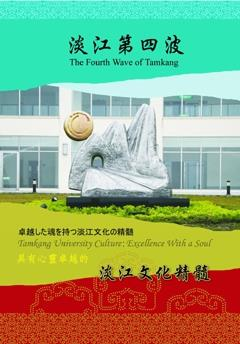 淡江第四波
The Fourth Wave of Tamkang
卓越した魂を持つ淡江文化の精髓
Tamkang University Culture: Excellence With a Soul
具有心靈卓越的
淡江文化精髓